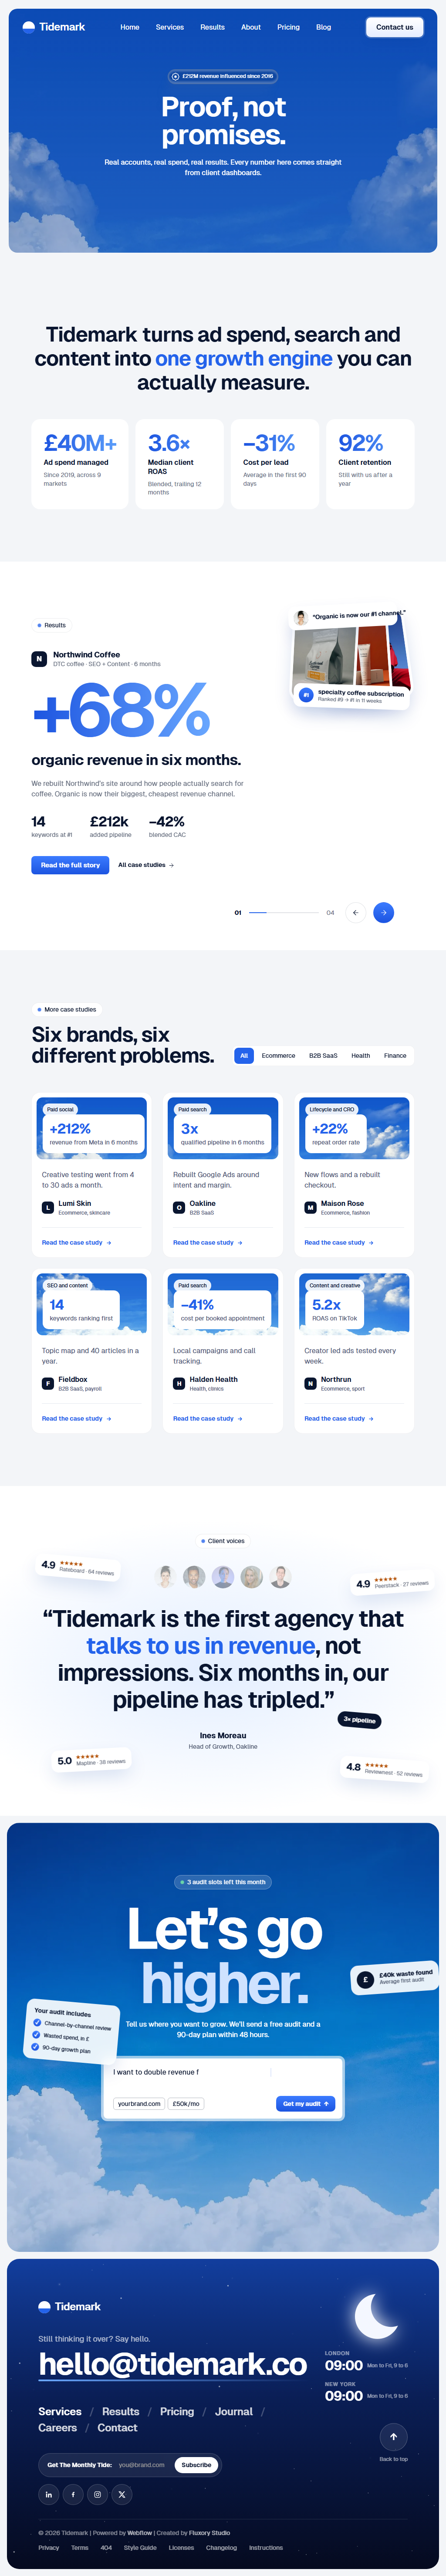 Tidemark
Home Services Results About Pricing Blog
Contact us
£212M revenue influenced since 2016
Proof, not
promises.
Real accounts, real spend, real results. Every number here comes straight
from client dashboards.
Tidemark turns ad spend, search and
content into one growth engine you can
actually measure.
£40M+
Ad spend managed
Since 2019, across 9
markets
3.6×
Median client
ROAS
Blended, trailing 12
months
−31%
Cost per lead
Average in the first 90
days
92%
Client retention
Still with us after a
year
Results
N
Northwind Coffee
DTC coffee · SEO + Content · 6 months
+68%
organic revenue in six months.
We rebuilt Northwind's site around how people actually search for
coffee. Organic is now their biggest, cheapest revenue channel.
14
keywords at #1
£212k
added pipeline
−42%
blended CAC
Read the full story
All case studies →
"Organic is now our #1 channel."
#1
specialty coffee subscription
Ranked #9 → #1 in 11 weeks
01
04
More case studies
Six brands, six
different problems.
All Ecommerce B2B SaaS Health Finance
Paid social
+212%
revenue from Meta in 6 months
Creative testing went from 4
to 30 ads a month.
L
Lumi Skin
Ecommerce, skincare
Read the case study →
Paid search
3x
qualified pipeline in 6 months
Rebuilt Google Ads around
intent and margin.
O
Oakline
B2B SaaS
Read the case study →
Lifecycle and CRO
+22%
repeat order rate
New flows and a rebuilt
checkout.
M
Maison Rose
Ecommerce, fashion
Read the case study →
SEO and content
14
keywords ranking first
Topic map and 40 articles in a
year.
F
Fieldbox
B2B SaaS, payroll
Read the case study →
Paid search
−41%
cost per booked appointment
Local campaigns and call
tracking.
H
Halden Health
Health, clinics
Read the case study →
Content and creative
5.2x
ROAS on TikTok
Creator led ads tested every
week.
N
Northrun
Ecommerce, sport
Read the case study →
Client voices
4.9 ★★★★★
Rateboard · 64 reviews
4.9 ★★★★★
Peerstack · 27 reviews
“Tidemark is the first agency that
talks to us in revenue, not
impressions. Six months in, our
pipeline has tripled.”
3× pipeline
Ines Moreau
Head of Growth, Oakline
5.0 ★★★★★
Maptine · 38 reviews
4.8 ★★★★★
Reviewnest · 52 reviews
3 audit slots left this month
Let's go
higher.
£
£40k waste found
Average first audit
Your audit includes
Channel-by-channel review
Wasted spend, in £
90-day growth plan
Tell us where you want to grow. We'll send a free audit and a
90-day plan within 48 hours.
I want to double revenue f
yourbrand.com
£50k/mo
Get my audit ↑
Tidemark
Still thinking it over? Say hello.
hello@tidemark.co
LONDON
09:00 Mon to Fri, 9 to 6
NEW YORK
09:00 Mon to Fri, 9 to 6
Services / Results / Pricing / Journal /
Careers / Contact
Back to top
Get The Monthly Tide: you@brand.com Subscribe
© 2026 Tidemark | Powered by Webflow | Created by Fluxory Studio
Privacy Terms 404 Style Guide Licenses Changelog Instructions